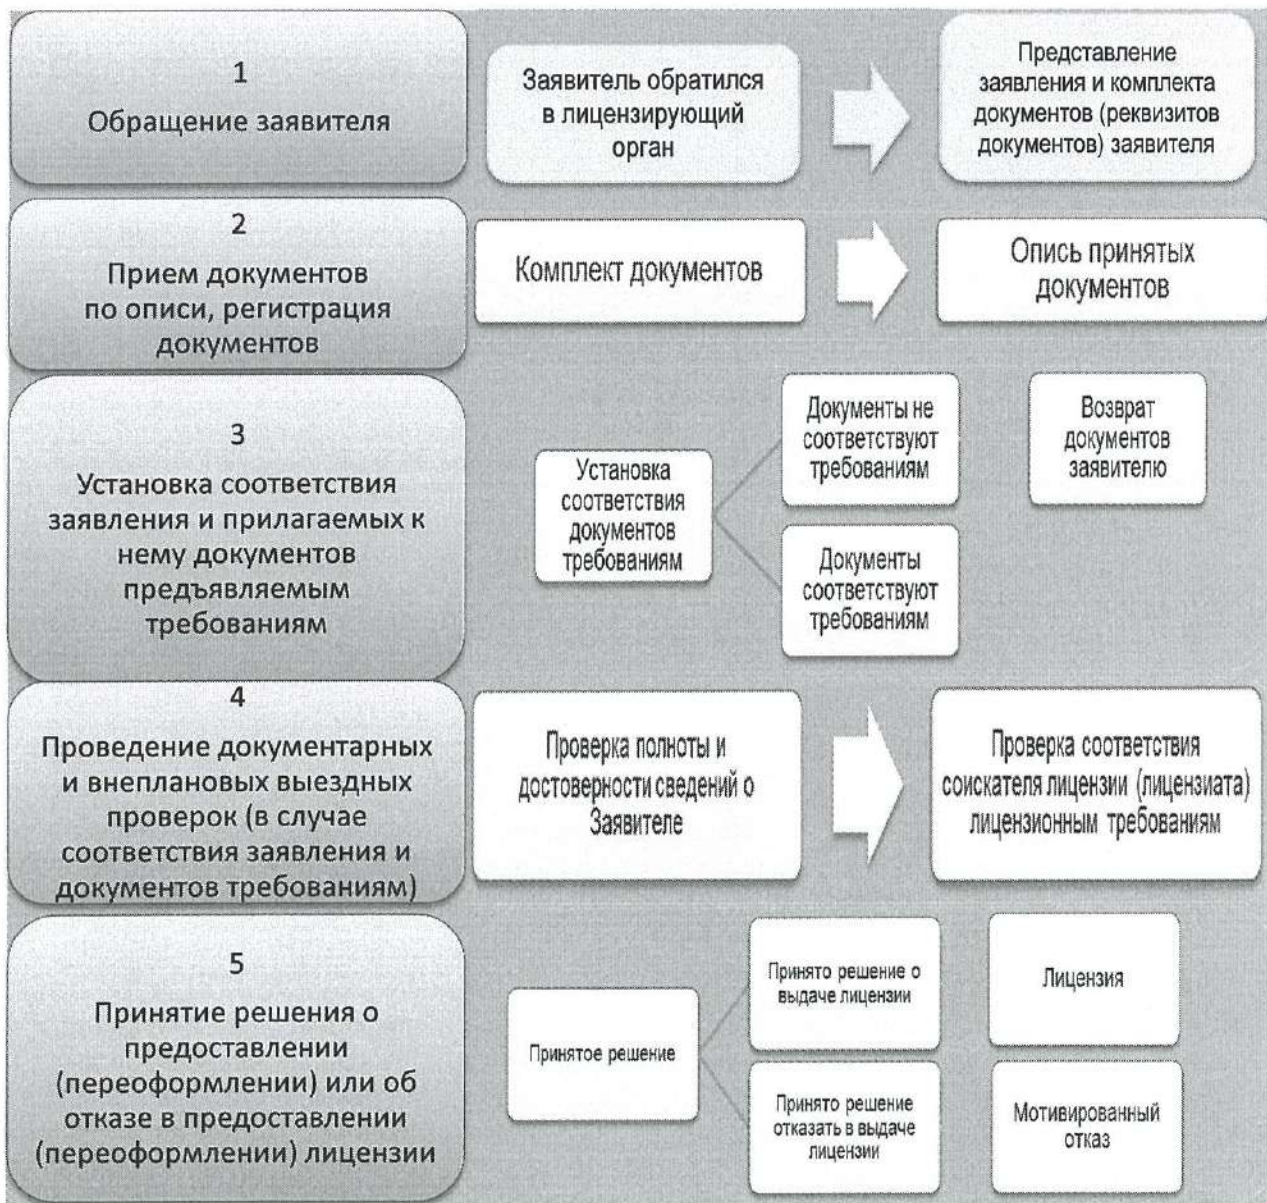 1
Обращение заявителя
Заявитель обратился
в лицензирующий
орган
Представление
заявления и комплекта
документов (реквизитов
документов) заявителя
2
Прием документов
по описи, регистрация
документов
Комплект документов
Опись принятых
документов
3
Установка соответствия
заявления и прилагаемых к
нему документов
предъявляемым
требованиям
Установка
соответствия
документов
требованиям
Документы не
соответствуют
требованиям
Возврат
документов
заявителю
Документы
соответствуют
требованиям
4
Проведение документарных
и внеплановых выездных
проверок (в случае
соответствия заявления и
документов требованиям)
Проверка полноты и
достоверности сведений о
Заявителе
Проверка соответствия
соискателя лицензии (лицензиата)
лицензионным требованиям
5
Принятие решения о
предоставлении
(переоформлении) или об
отказе в предоставлении
(переоформлении) лицензии
Принятое решение
Принято решение о
выдаче лицензии
Лицензия
Принято решение
отказать в выдаче
лицензии
Мотивированный
отказ